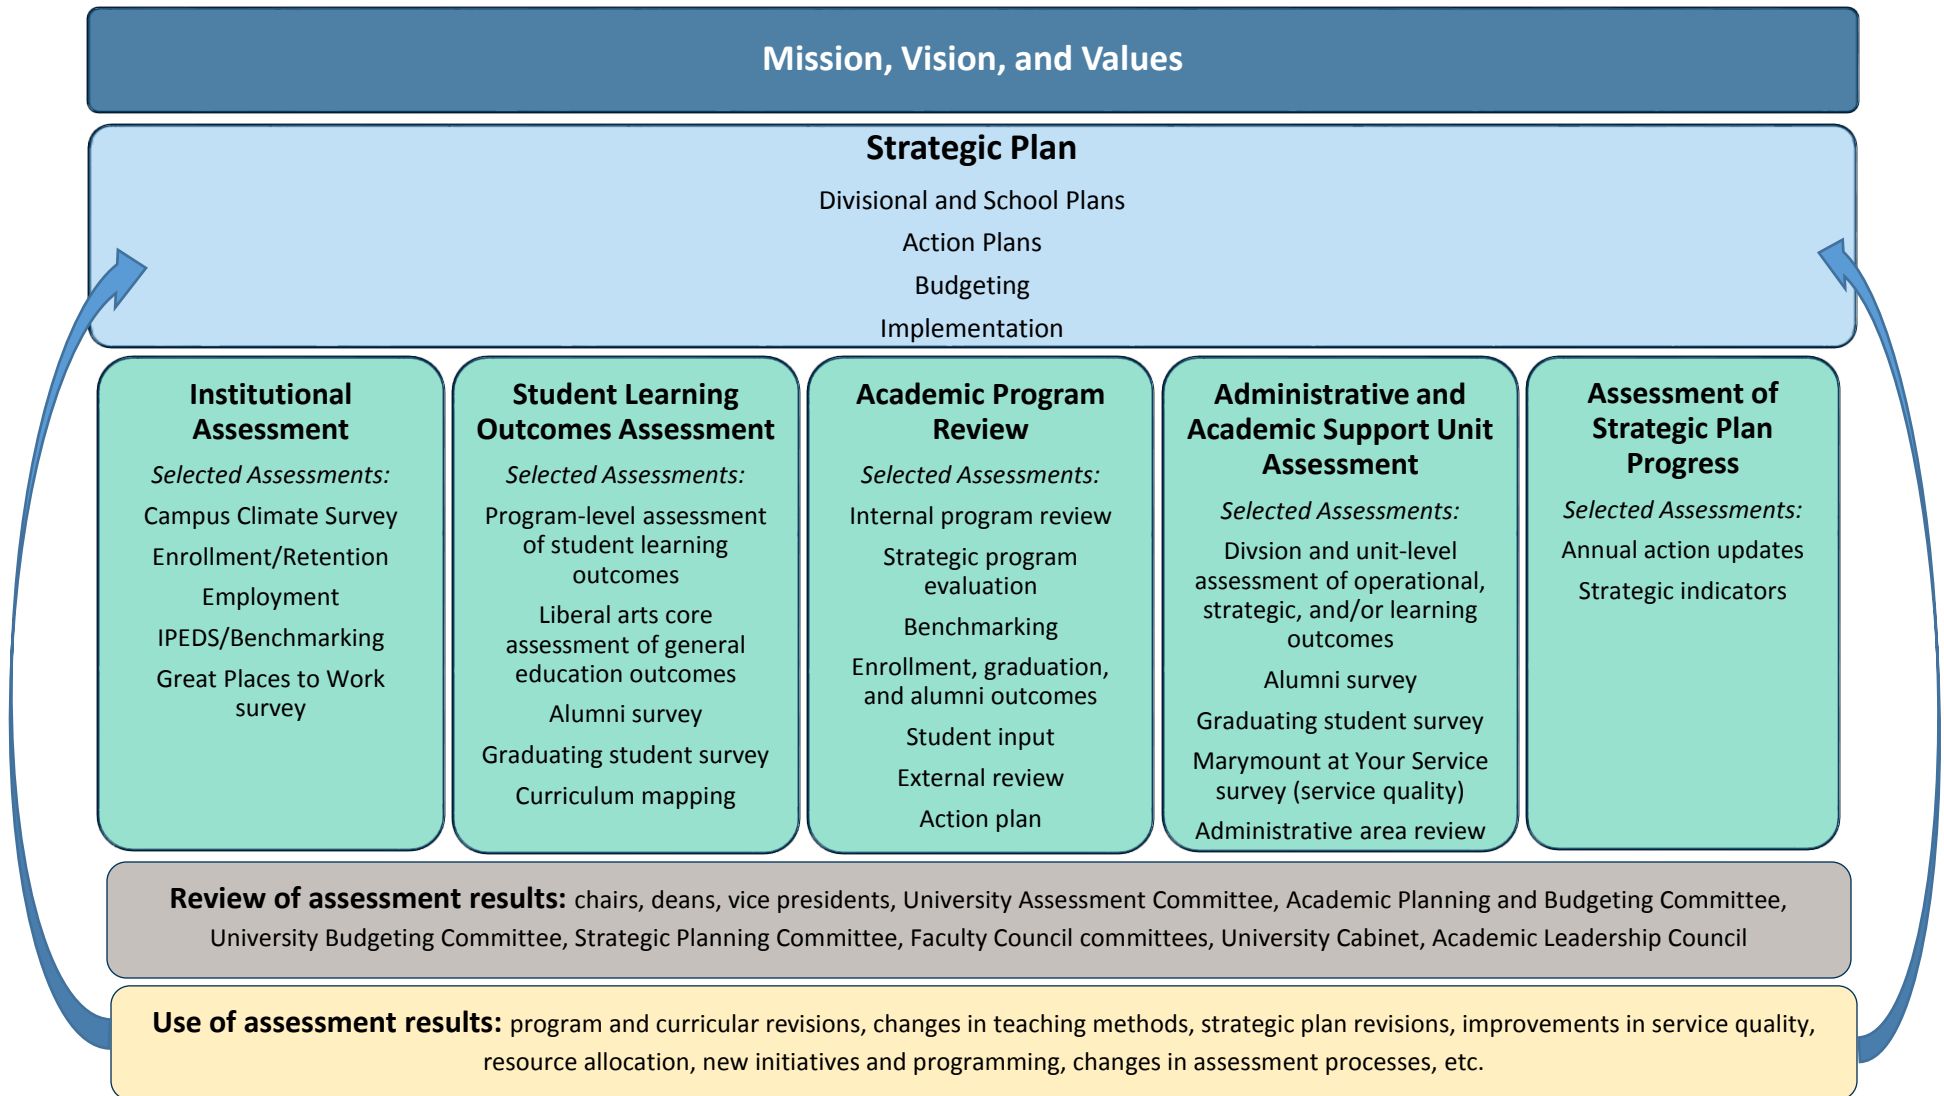 Mission, Vision, and Values
Strategic Plan
Divisional and School Plans
Action Plans
Budgeting
Implementation
Institutional
Assessment
Selected Assessments:
Campus Climate Survey
Enrollment/Retention
Employment
IPEDS/Benchmarking
Great Places to Work
survey
Student Learning
Outcomes Assessment
Selected Assessments:
Program-level assessment
of student learning
outcomes
Liberal arts core
assessment of general
education outcomes
Alumni survey
Graduating student survey
Curriculum mapping
Academic Program
Review
Selected Assessments:
Internal program review
Strategic program
evaluation
Benchmarking
Enrollment, graduation,
and alumni outcomes
Student input
External review
Action plan
Administrative and
Academic Support Unit
Assessment
Selected Assessments:
Divsion and unit-level
assessment of operational,
strategic, and/or learning
outcomes
Alumni survey
Graduating student survey
Marymount at Your Service
survey (service quality)
Administrative area review
Assessment of
Strategic Plan
Progress
Selected Assessments:
Annual action updates
Strategic indicators
Review of assessment results: chairs, deans, vice presidents, University Assessment Committee, Academic Planning and Budgeting Committee,
University Budgeting Committee, Strategic Planning Committee, Faculty Council committees, University Cabinet, Academic Leadership Council
Use of assessment results: program and curricular revisions, changes in teaching methods, strategic plan revisions, improvements in service quality,
resource allocation, new initiatives and programming, changes in assessment processes, etc.